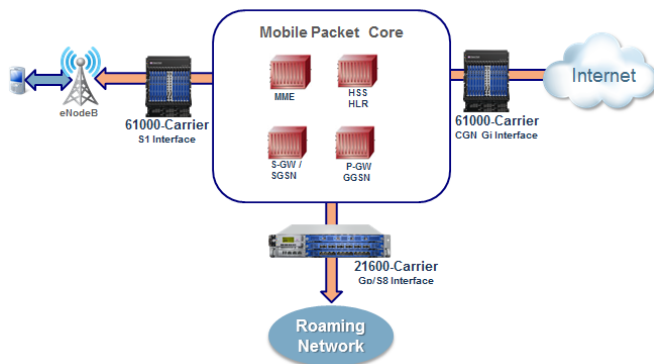 Mobile Packet Core
MME
HSS
HLR
Internet
eNodeB
61000-Carrier
S1 Interface
61000-Carrier
CGN Gi Interface
S-GW /
SGSN
P-GW
GGSN
21600-Carrier
Gp/S8 Interface
Roaming
Network